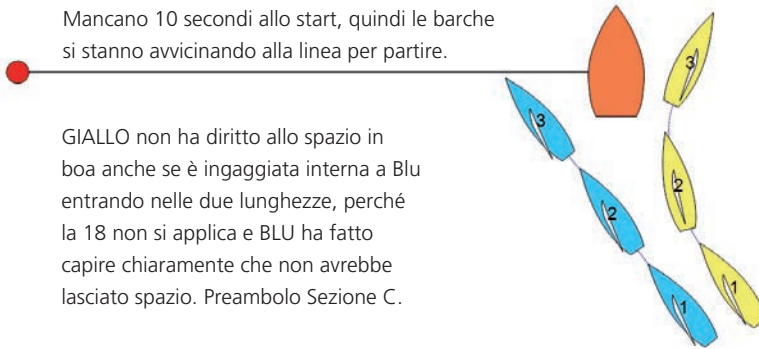 Mancano 10 secondi allo start, quindi le barche
si stanno avvicinando alla linea per partire.
GIALLO non ha diritto allo spazio in
boa anche se è ingaggiata interna a Blu
entrando nelle due lunghezze, perché
la 18 non si applica e BLU ha fatto
capire chiaramente che non avrebbe
lasciato spazio. Preambolo Sezione C.
3
3
2
2
1
1